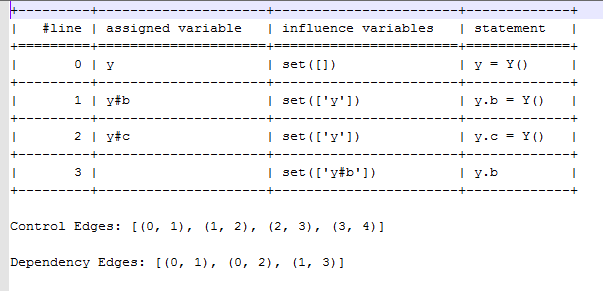 #line | assigned variable | influence variables | statement
0 | y | set([]) | y = Y()
1 | y#b | set(['y']) | y.b = Y()
2 | y#c | set(['y']) | y.c = Y()
3 | | set(['y#b']) | y.b
Control Edges: [(0, 1), (1, 2), (2, 3), (3, 4)]
Dependency Edges: [(0, 1), (0, 2), (1, 3)]